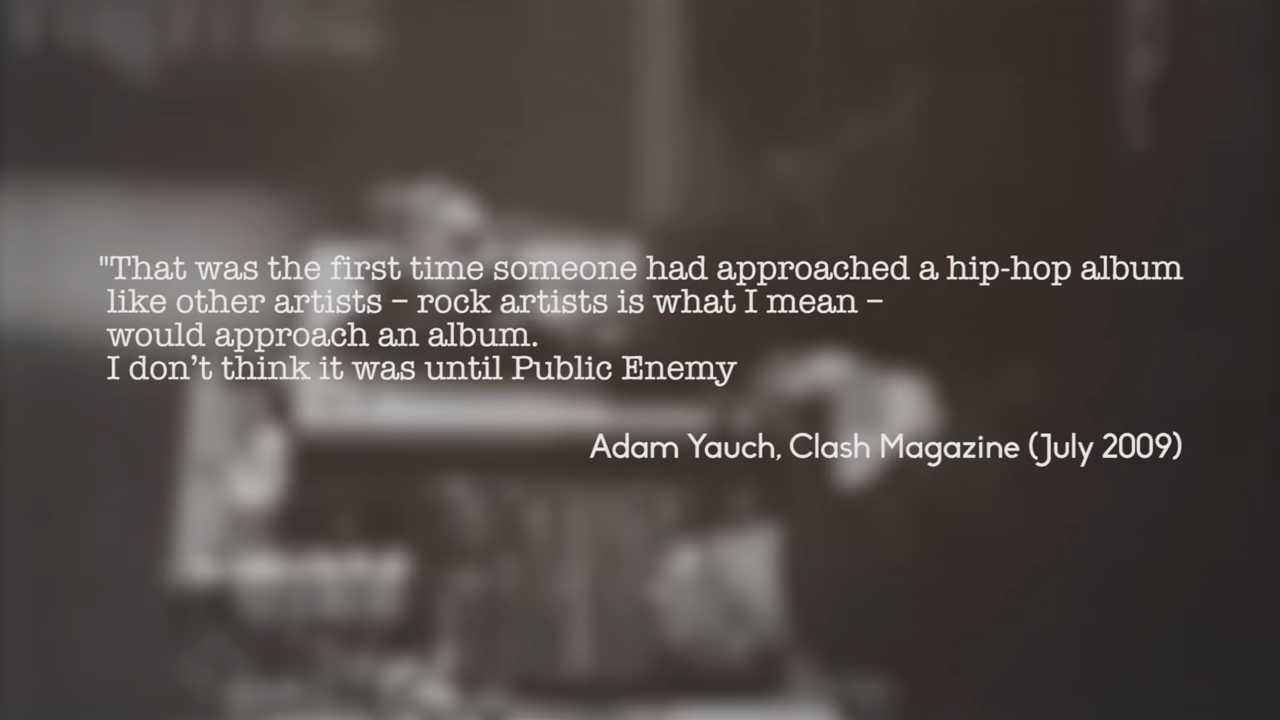 "That was the first time someone had approached a hip-hop album
like other artists – rock artists is what I mean –
would approach an album.
I don’t think it was until Public Enemy
Adam Yauch, Clash Magazine (July 2009)